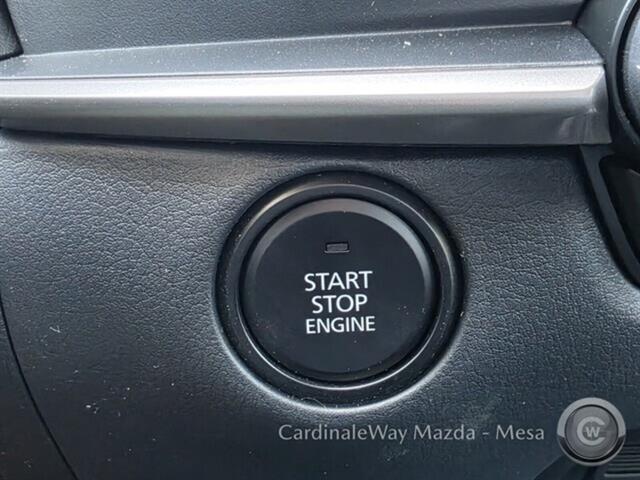 START
STOP
ENGINE
CardinaleWay Mazda - Mesa
CW